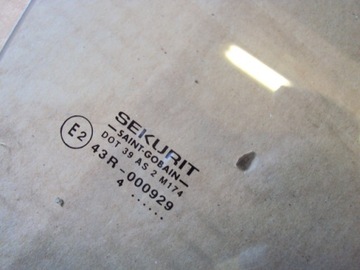 SEKURIT
SAINT-GOBAIN
DOT 39 AS 2 M174
E2 43R-000929
4 ......